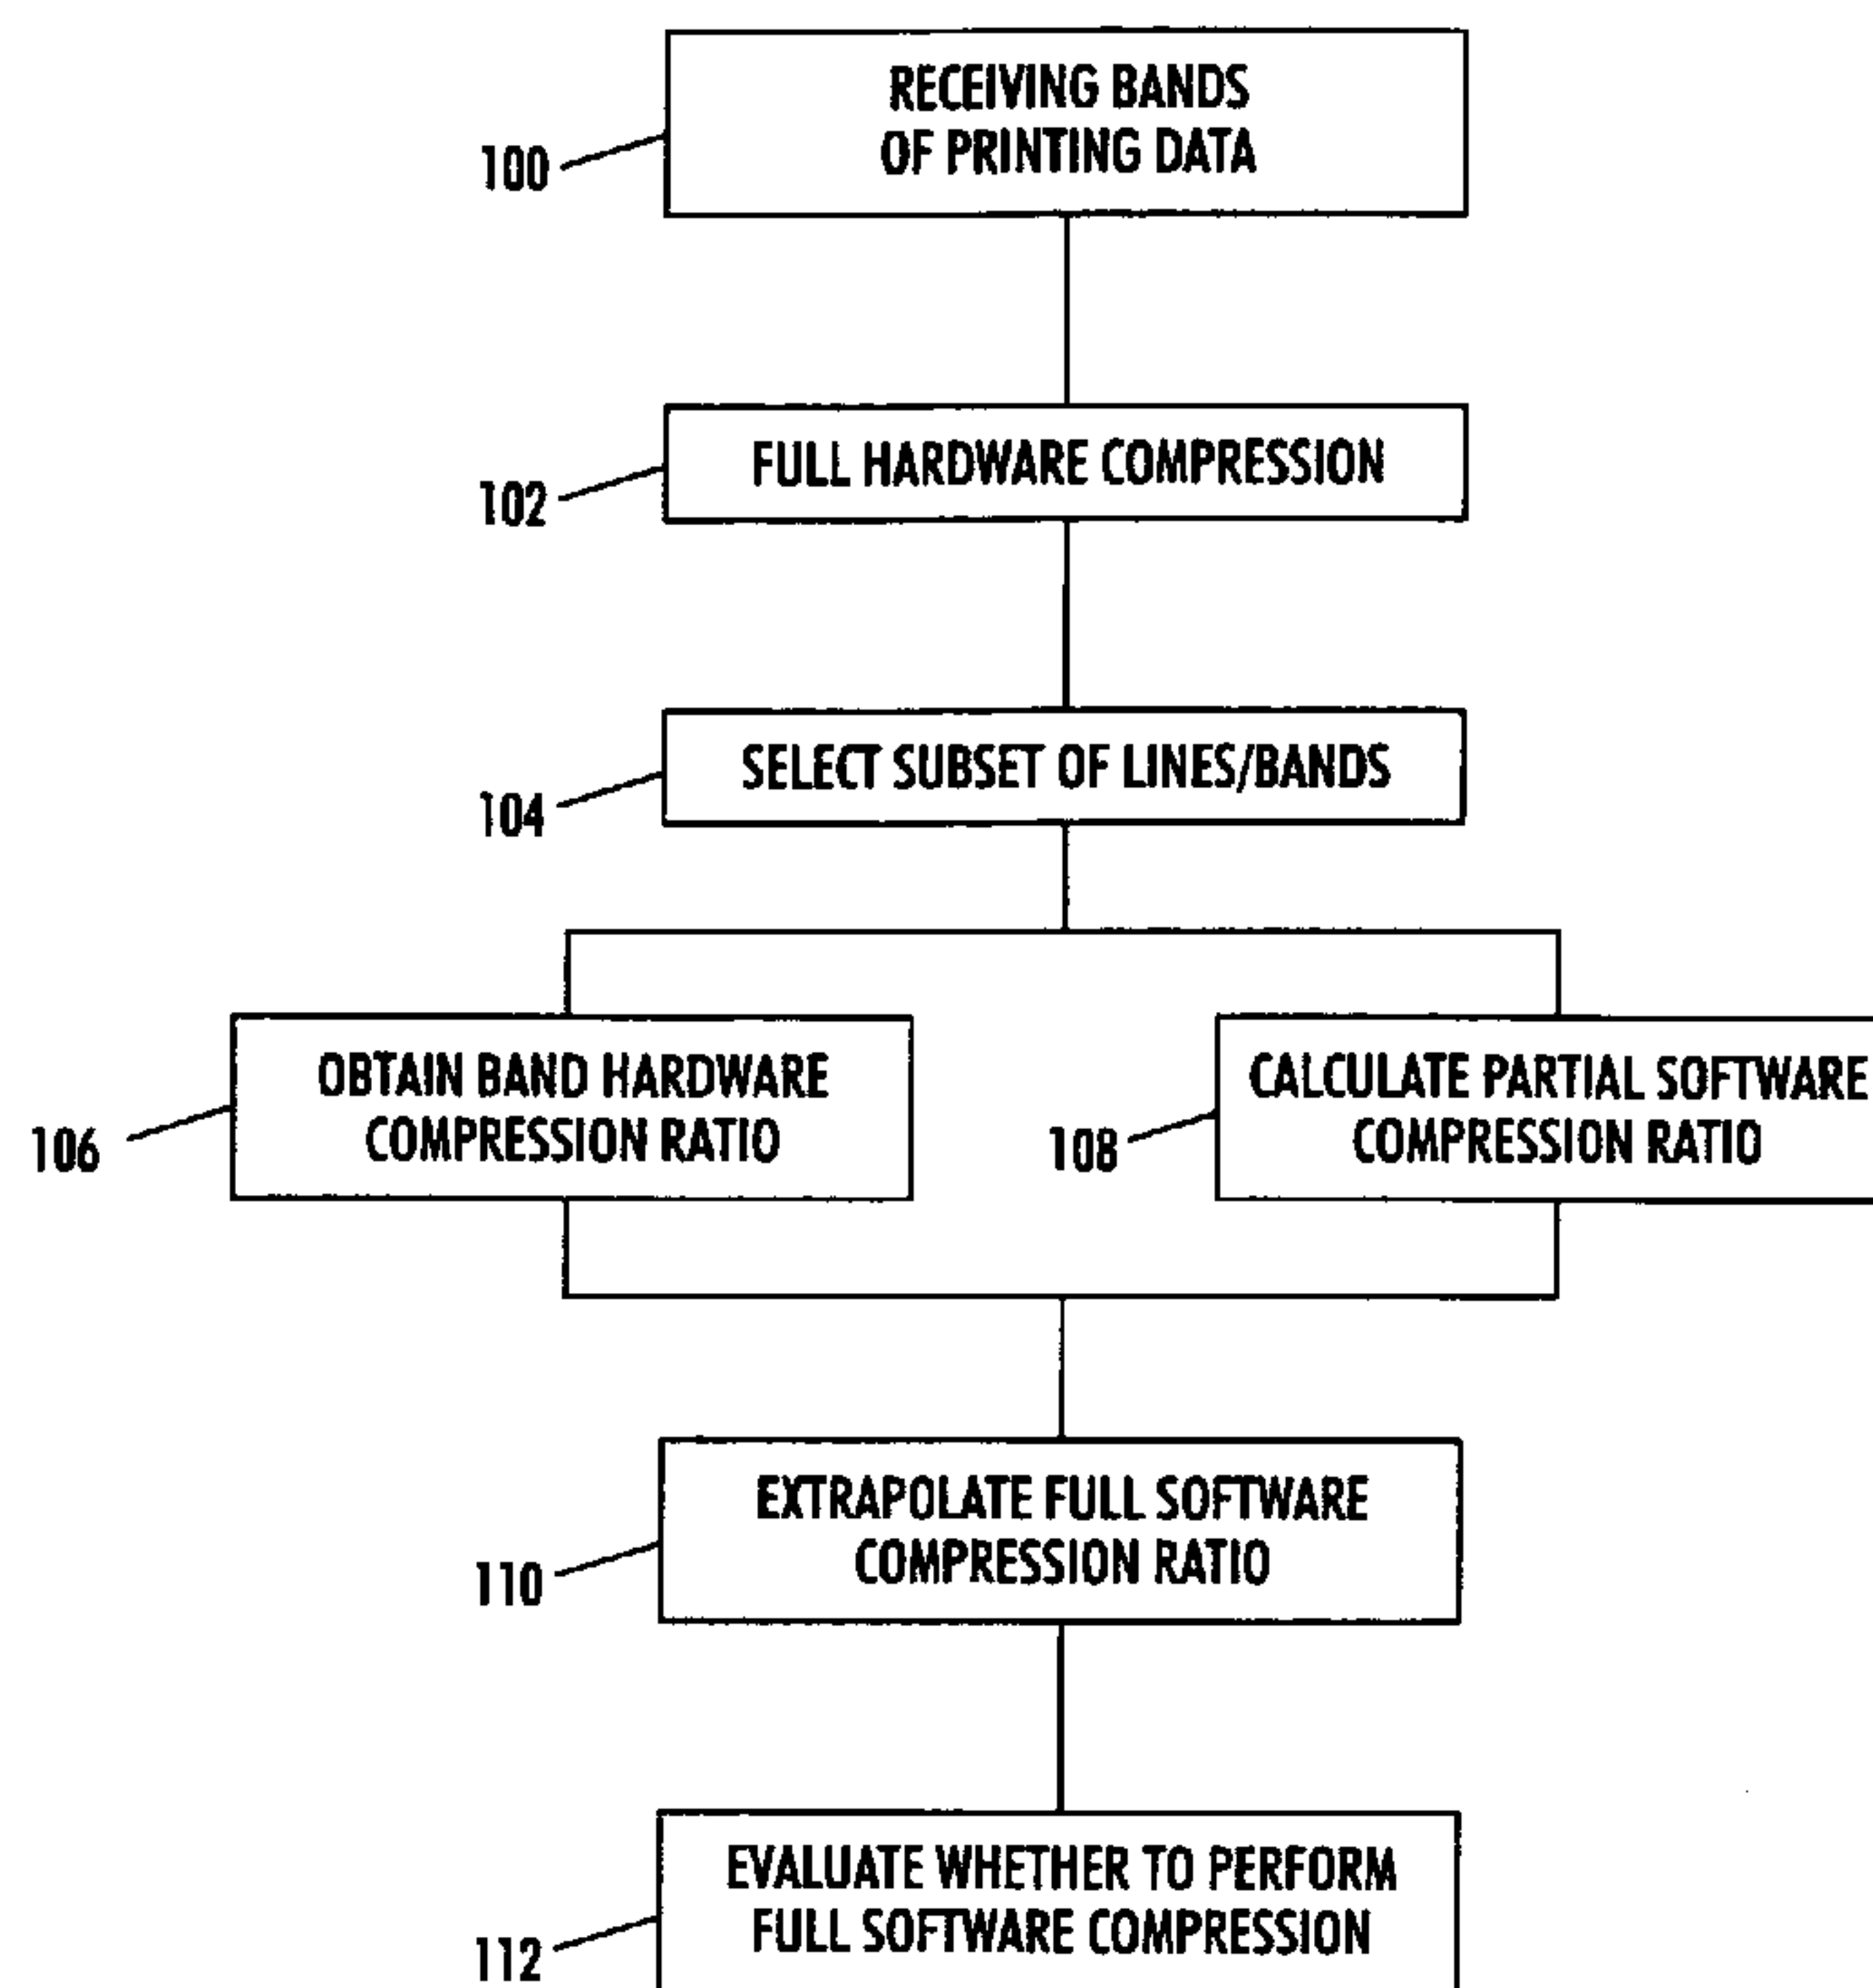 RECEIVING BANDS
OF PRINTING DATA
100
FULL HARDWARE COMPRESSION
102
SELECT SUBSET OF LINES/BANDS
104
OBTAIN BAND HARDWARE
COMPRESSION RATIO
106
CALCULATE PARTIAL SOFTWARE
COMPRESSION RATIO
108
EXTRAPOLATE FULL SOFTWARE
COMPRESSION RATIO
110
EVALUATE WHETHER TO PERFORM
FULL SOFTWARE COMPRESSION
112